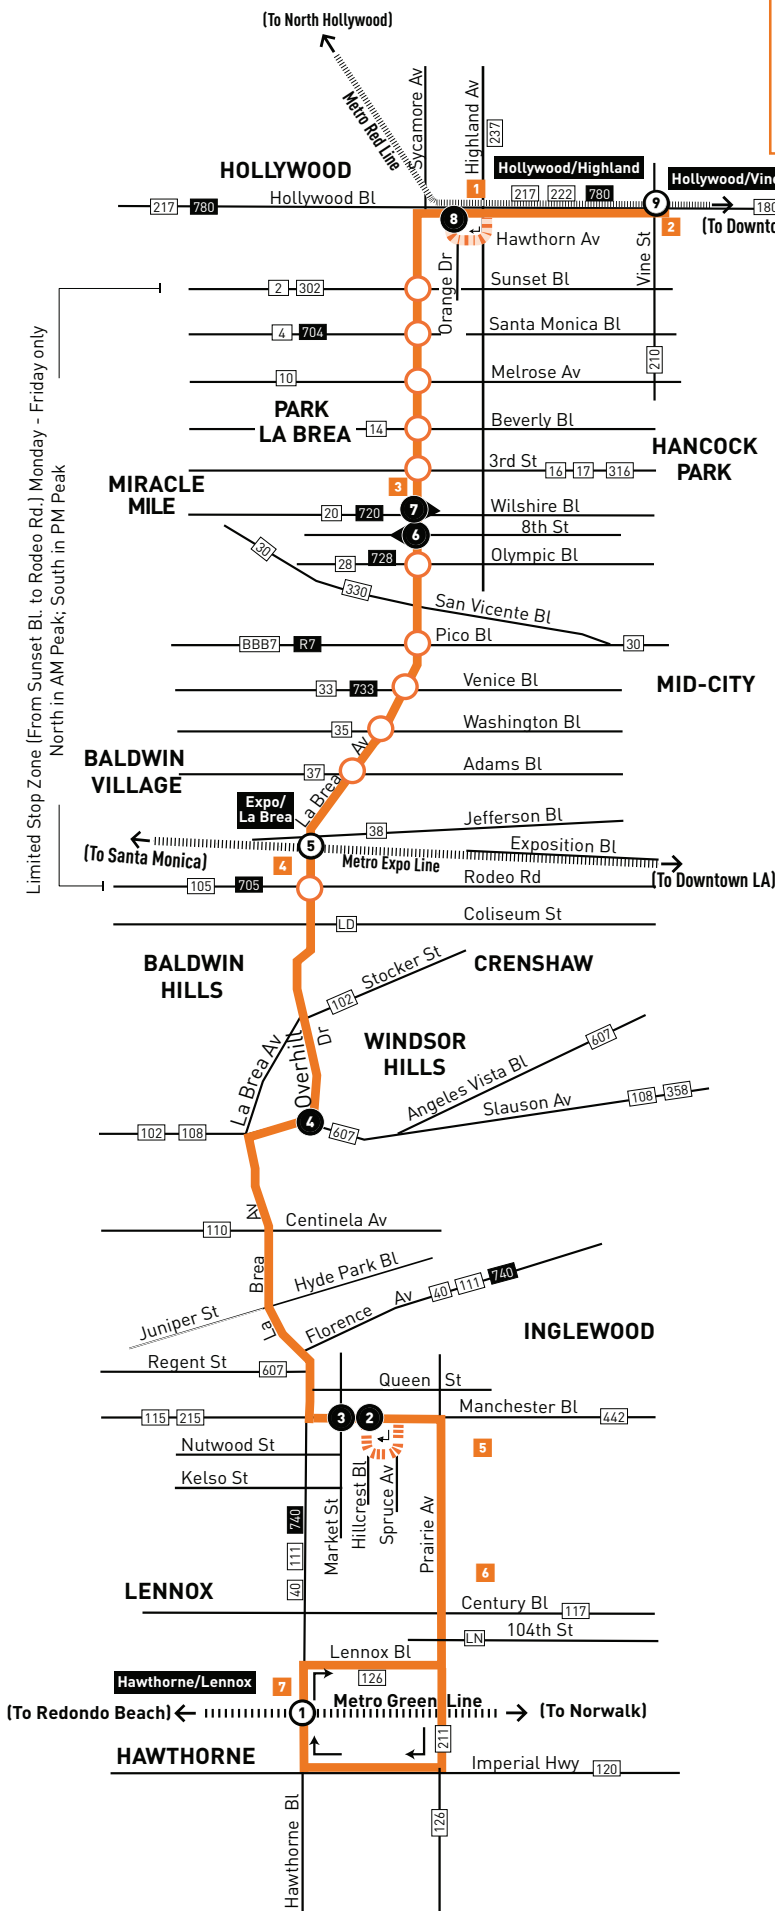 (To North Hollywood)
Metro Red Line
Sycamore Av
Highland Av
237
HOLLYWOOD
Hollywood/Highland
Hollywood/Vine
1
217 780
Hollywood Bl
217 222 780
9
180
8
2
(To Downto
Hawthorn Av
Orange Dr
Vine St
2 302
Sunset Bl
4 704
Santa Monica Bl
210
10
Melrose Av
PARK
LA BREA
14
Beverly Bl
HANCOCK
PARK
3rd St
16 17 316
MIRACLE
MILE
3
20 720
7
Wilshire Bl
6
8th St
30
28 728
Olympic Bl
330
San Vicente Bl
BBB7 R7
Pico Bl
30
33 733
Venice Bl
MID-CITY
35
Washington Bl
BALDWIN
VILLAGE
37
La Brea Av
Adams Bl
Limited Stop Zone (From Sunset Bl. to Rodeo Rd.) Monday - Friday only
North in AM Peak; South in PM Peak
Expo/
La Brea
38
Jefferson Bl
5
Exposition Bl
(To Santa Monica)
Metro Expo Line
(To Downtown LA)
4
105 705
Rodeo Rd
LD
Coliseum St
BALDWIN
HILLS
Stocker St
102
CRENSHAW
La Brea Av
Overhill Dr
WINDSOR
HILLS
607
Angeles Vista Bl
Slauson Av
108 358
4
102 108
607
110
Centinela Av
La Brea Av
Hyde Park Bl
Juniper St
Florence Av
40 111 740
INGLEWOOD
Regent St
607
Queen St
115 215
3
2
Manchester Bl
442
Nutwood St
5
Kelso St
Market St
Hillcrest Bl
Spruce Av
Prairie Av
40 111 740
6
LENNOX
Century Bl
117
LN
104th St
Lennox Bl
126
Hawthorne/Lennox
7
(To Redondo Beach)
1
Metro Green Line
(To Norwalk)
211
HAWTHORNE
Imperial Hwy
120
Hawthorne Bl
126